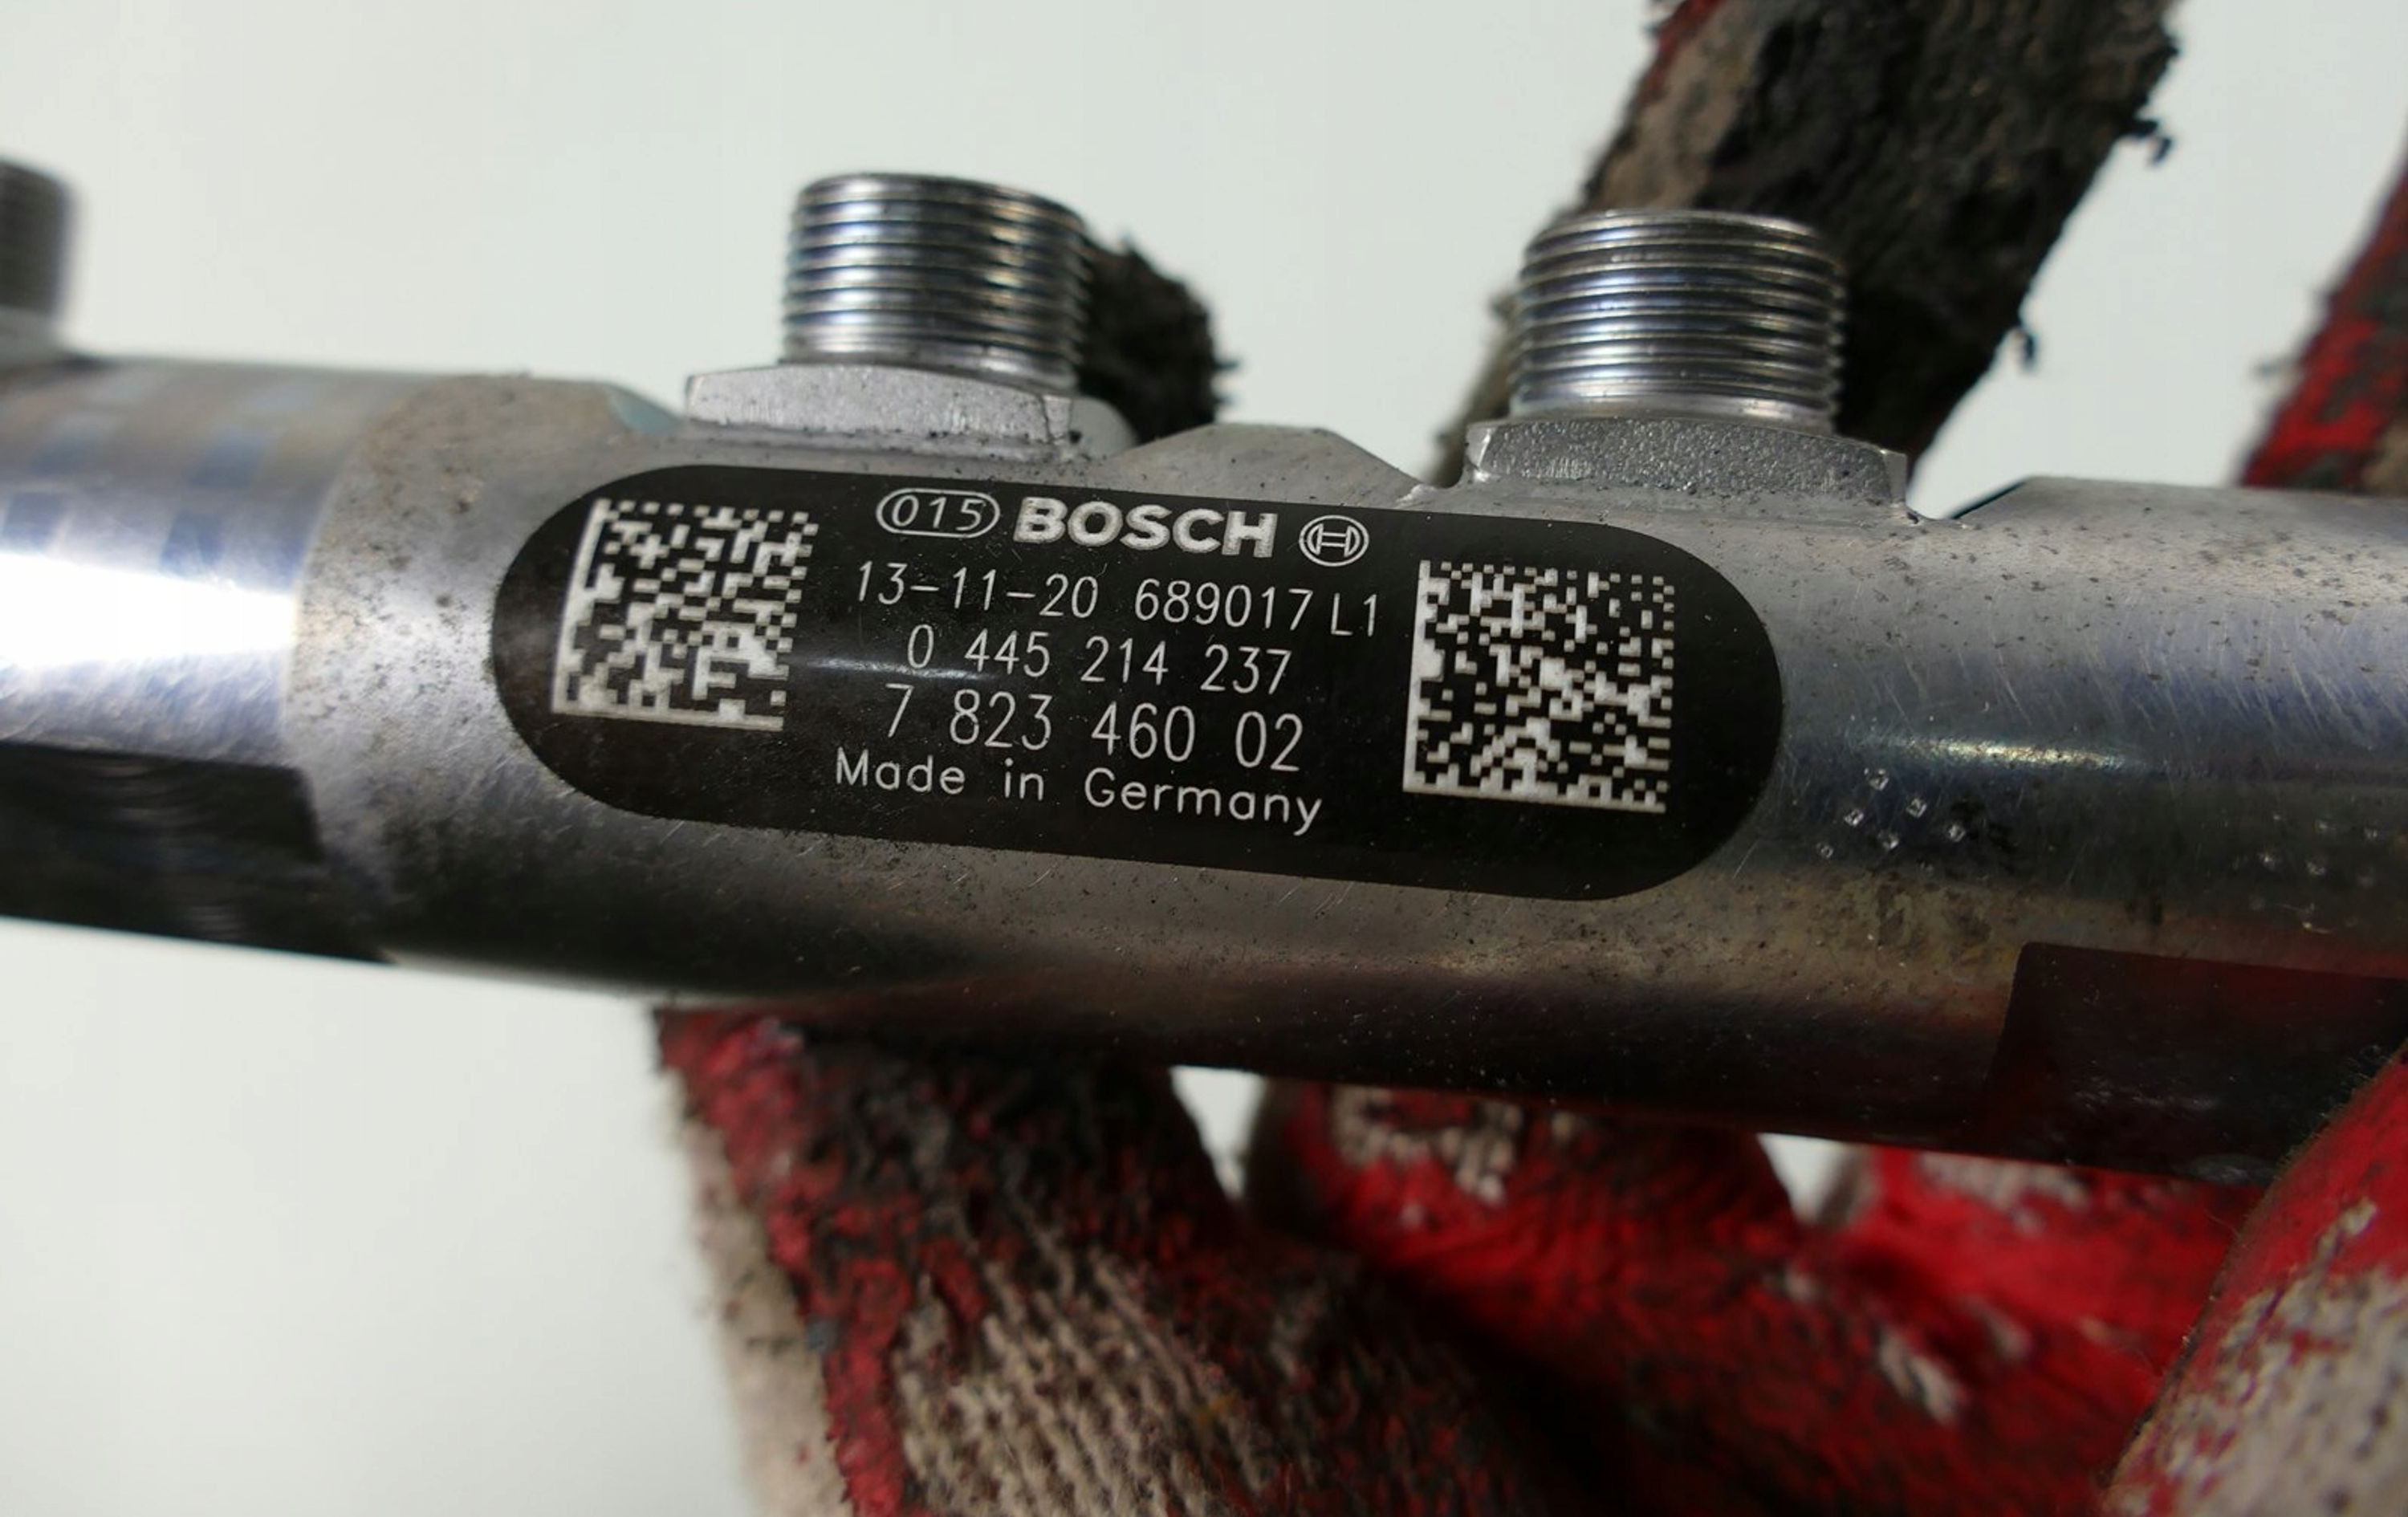 015 BOSCH
13-11-20 689017 L1
0 445 214 237
7 823 460 02
Made in Germany